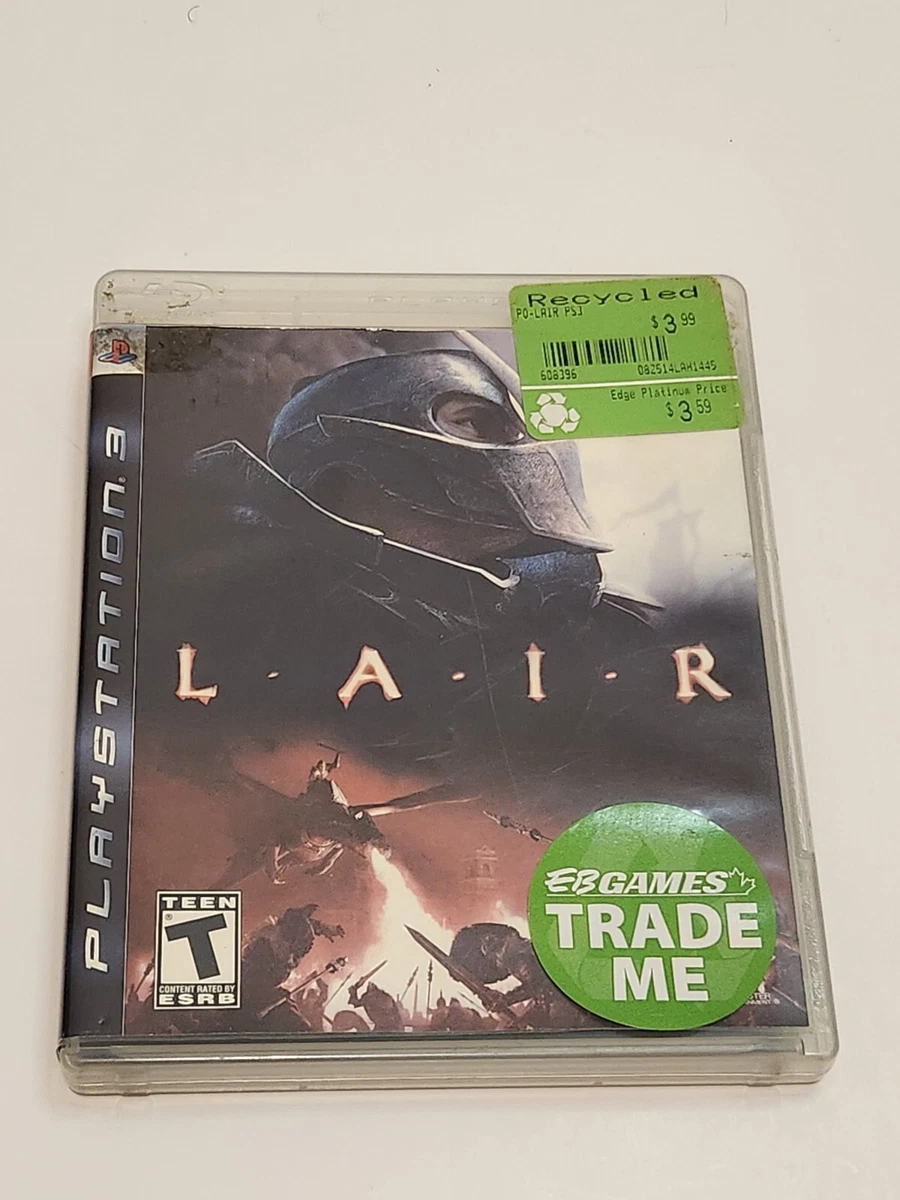 Recycled
PO-LAIR PS3
$3.99
608396 082514LAH1445
Edge Platinum Price
$3.59
PLAYSTATION®3
L·A·I·R
EBGAMES
TRADE
ME
TEEN
®
T
CONTENT RATED BY
ESRB